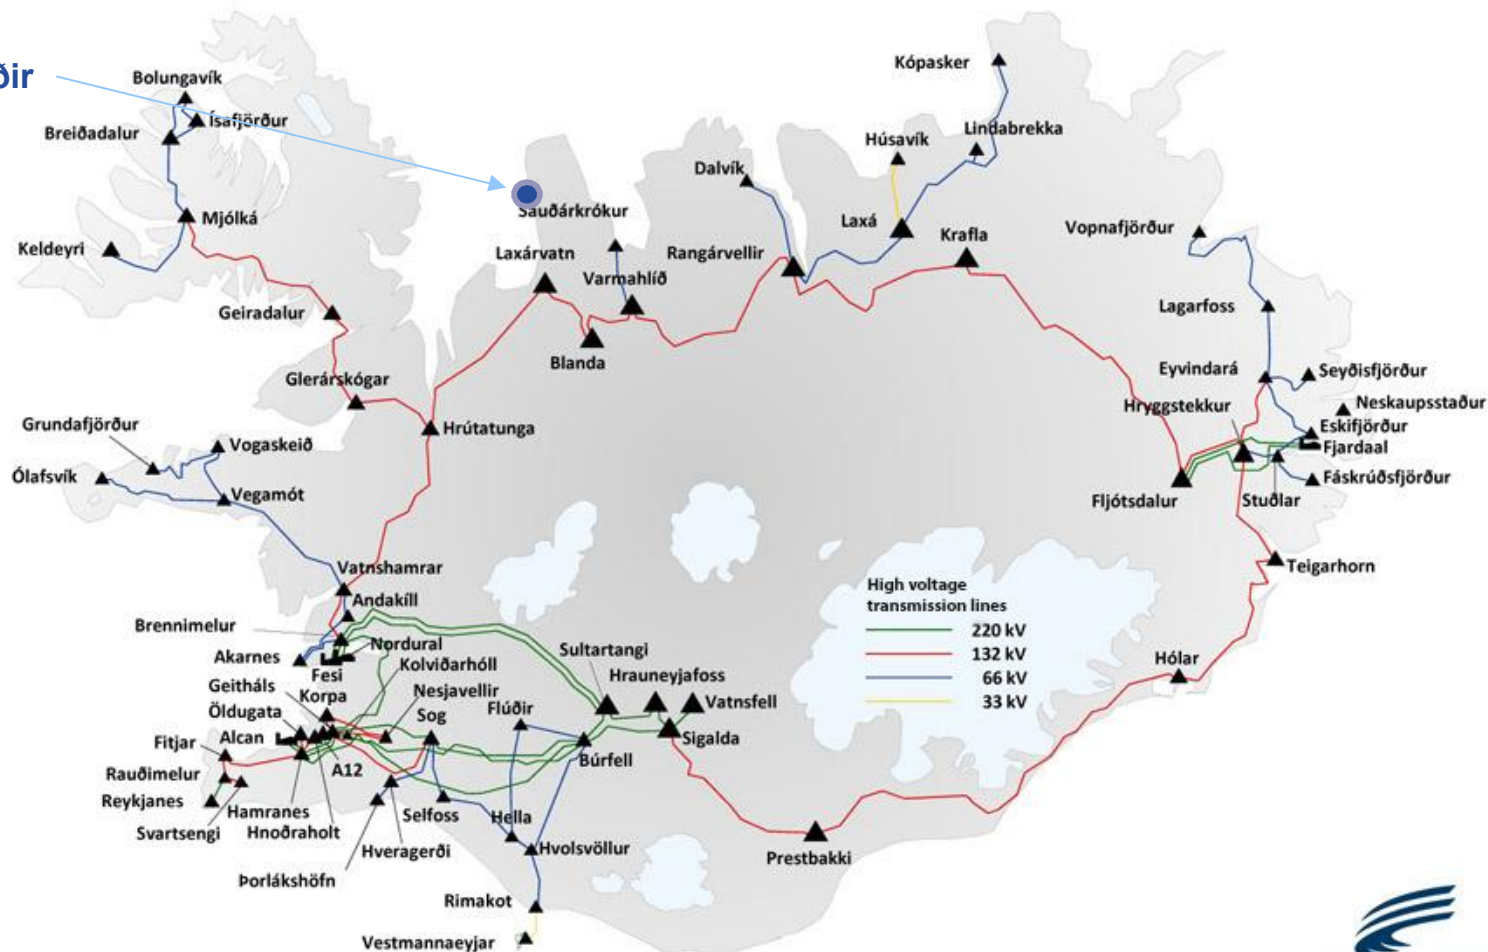 ðir
Bolungavík
Ísafjörður
Breiðadalur
Mjólká
Keldeyri
Geiradalur
Glerárskógar
Hrútatunga
Grundafjörður
Vogaskeið
Ólafsvík
Vegamót
Kópasker
Lindabrekka
Húsavík
Dalvík
Sauðárkrókur
Laxá
Krafla
Laxárvatn
Varmahlíð
Rangárvellir
Blanda
Vopnafjörður
Lagarfoss
Eyvindará
Seyðisfjörður
Hryggstekkur
Neskaupsstaður
Eskifjörður
Fjardaal
Fáskrúðsfjörður
Fljótsdalur
Stuðlar
Teigarhorn
Hólar
High voltage
transmission lines
220 kV
132 kV
66 kV
33 kV
Vatnshamrar
Andakíll
Brennimelur
Nordural
Akarnes
Fesi
Kolviðarhóll
Geitháls
Korpa
Nesjavellir
Öldugata
Sog
Flúðir
Sultartangi
Hrauneyjafoss
Vatnsfell
Sigalda
Búrfell
Fitjar
Alcan
A12
Rauðimelur
Reykjanes
Svartsengi
Hamranes
Hnoðraholt
Selfoss
Hveragerði
Þorlákshöfn
Hella
Hvolsvöllur
Rimakot
Vestmannaeyjar
Prestbakki